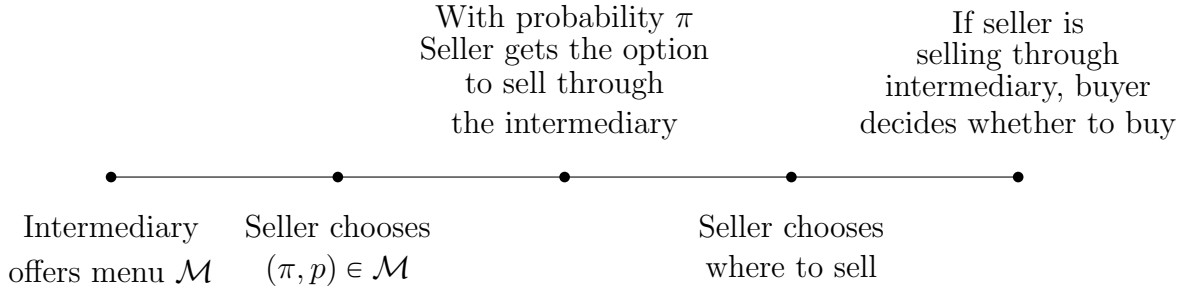 With probability π
Seller gets the option
to sell through
the intermediary
If seller is
selling through
intermediary, buyer
decides whether to buy
Intermediary
offers menu ℳ
Seller chooses
(π, p) ∈ ℳ
Seller chooses
where to sell